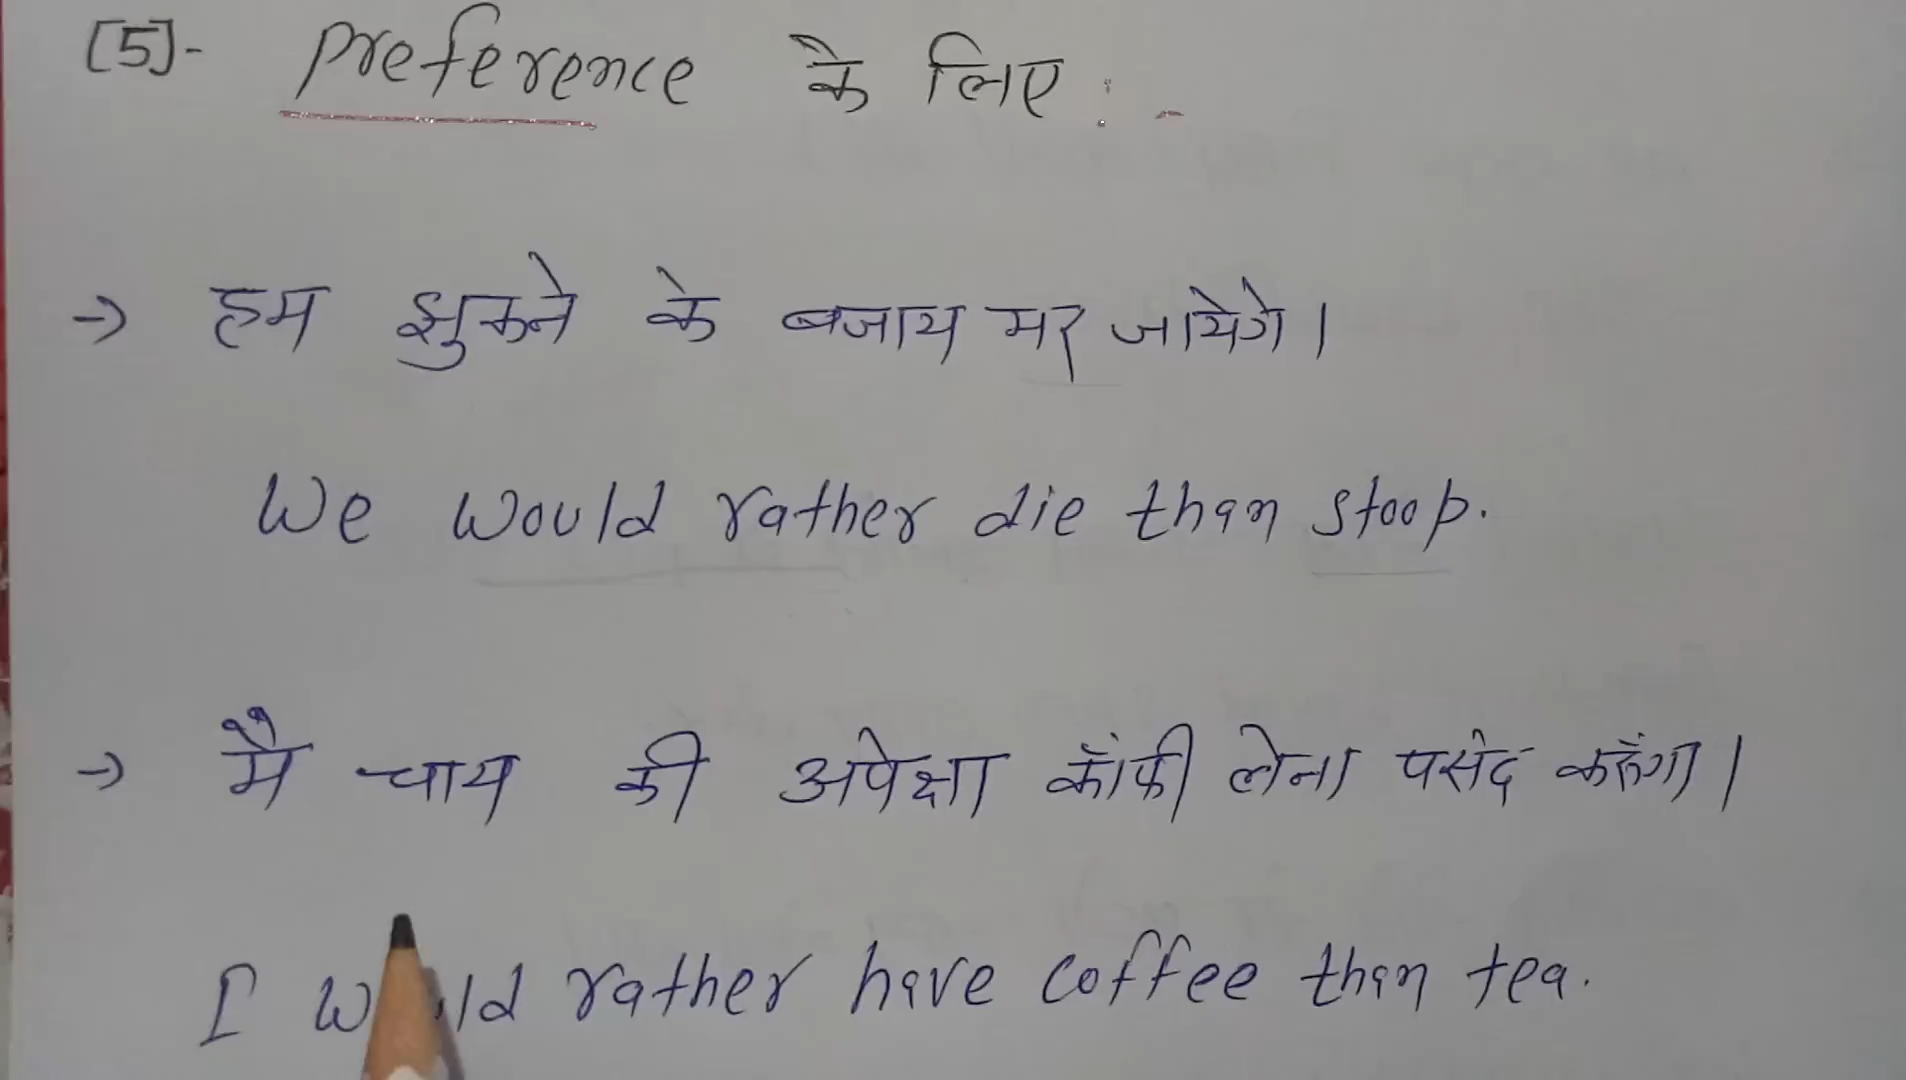 [5]- Preference के लिए :-
→ हम झुकने के बजाय मर जायेगे।
We would rather die than stoop.
→ मै चाय की अपेक्षा कॉफी लेना पसंद करूंगा।
I would rather have coffee than tea.